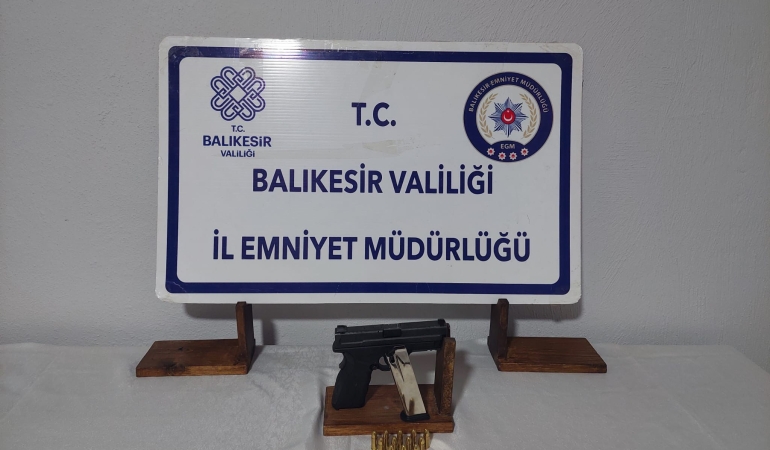 T.C.
BALIKESİR
VALİLİĞİ
T.C.
BALIKESİR EMNİYET MÜDÜRLÜĞÜ
EGM
BALIKESİR VALİLİĞİ
İL EMNİYET MÜDÜRLÜĞÜ